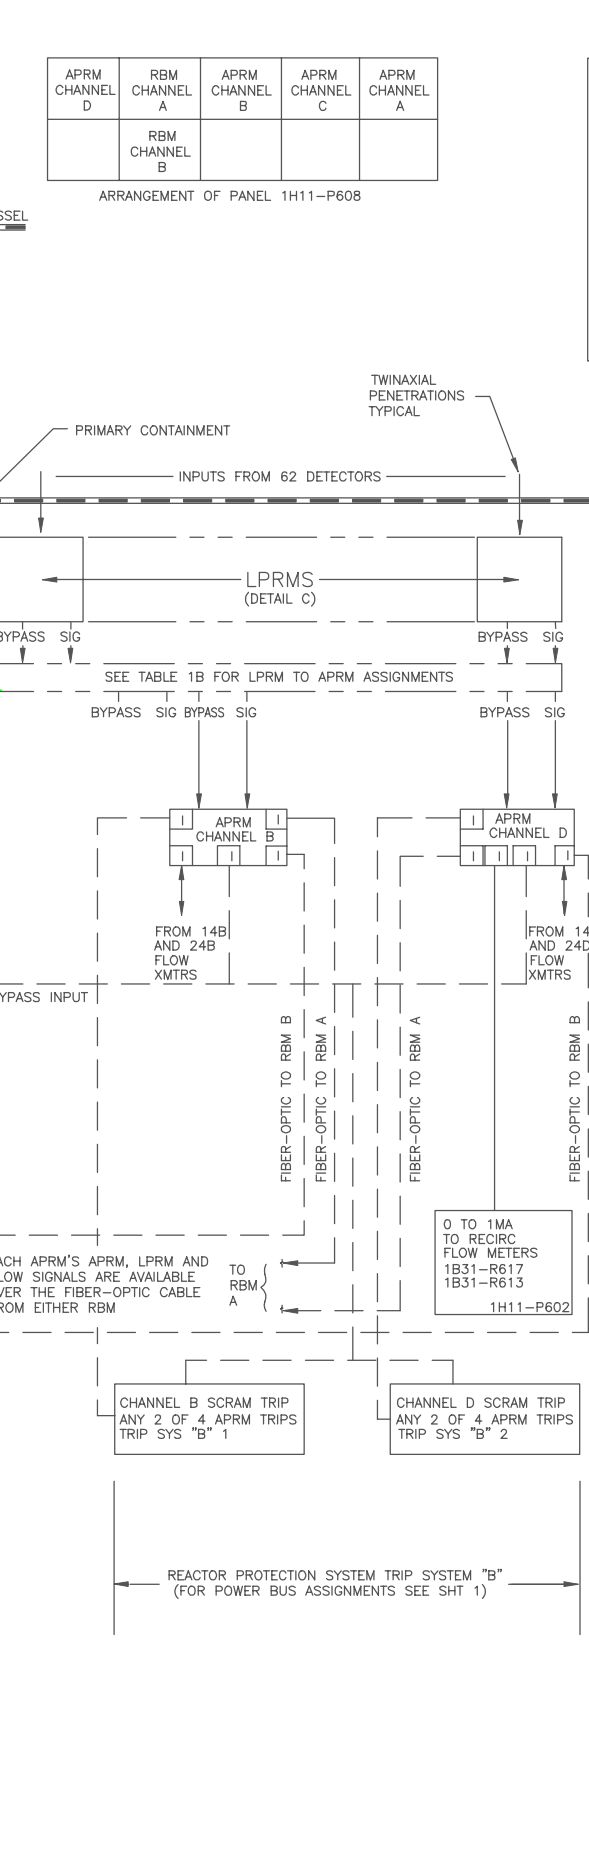 APRM CHANNEL D
RBM CHANNEL A
APRM CHANNEL B
APRM CHANNEL C
APRM CHANNEL A
RBM CHANNEL B
ARRANGEMENT OF PANEL 1H11-P608
SSEL
TWINAXIAL
PENETRATIONS
TYPICAL
PRIMARY CONTAINMENT
INPUTS FROM 62 DETECTORS
LPRMS
(DETAIL C)
BYPASS SIG
BYPASS SIG
SEE TABLE 1B FOR LPRM TO APRM ASSIGNMENTS
BYPASS SIG BYPASS SIG
BYPASS SIG
APRM
CHANNEL B
APRM
CHANNEL D
FROM 14B
AND 24B
FLOW
XMTRS
FROM 14
AND 24D
FLOW
XMTRS
YPASS INPUT
FIBER-OPTIC TO RBM B
FIBER-OPTIC TO RBM A
FIBER-OPTIC TO RBM A
FIBER-OPTIC TO RBM B
0 TO 1MA
TO RECIRC
FLOW METERS
1B31-R617
1B31-R613
1H11-P602
ACH APRM'S APRM, LPRM AND
LOW SIGNALS ARE AVAILABLE
VER THE FIBER-OPTIC CABLE
ROM EITHER RBM
TO
RBM
A
CHANNEL B SCRAM TRIP
ANY 2 OF 4 APRM TRIPS
TRIP SYS "B" 1
CHANNEL D SCRAM TRIP
ANY 2 OF 4 APRM TRIPS
TRIP SYS "B" 2
REACTOR PROTECTION SYSTEM TRIP SYSTEM "B"
(FOR POWER BUS ASSIGNMENTS SEE SHT 1)